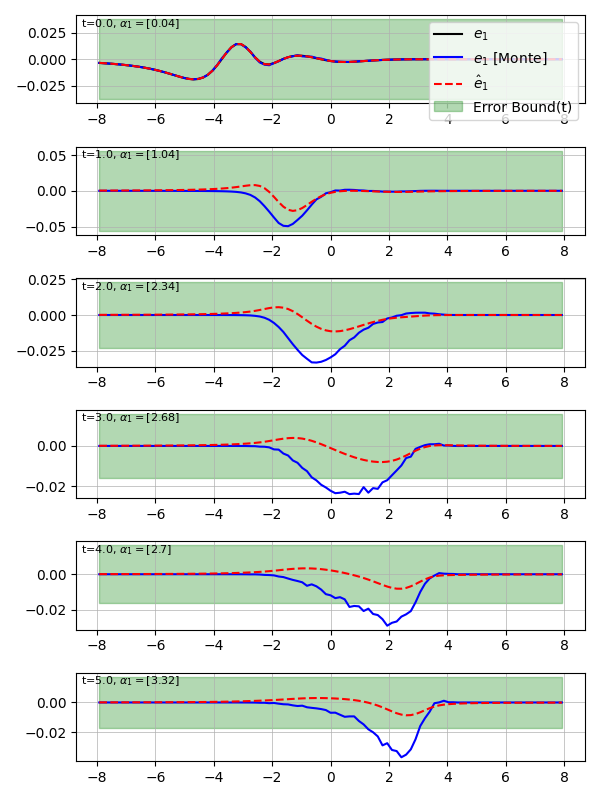 t=0.0, α₁ = [0.04]
0.025
0.000
−0.025
e₁
e₁ [Monte]
ê₁
Error Bound(t)
−8 −6 −4 −2 0 2 4 6 8
t=1.0, α₁ = [1.04]
0.05
0.00
−0.05
−8 −6 −4 −2 0 2 4 6 8
t=2.0, α₁ = [2.34]
0.025
0.000
−0.025
−8 −6 −4 −2 0 2 4 6 8
t=3.0, α₁ = [2.68]
0.00
−0.02
−8 −6 −4 −2 0 2 4 6 8
t=4.0, α₁ = [2.7]
0.00
−0.02
−8 −6 −4 −2 0 2 4 6 8
t=5.0, α₁ = [3.32]
0.00
−0.02
−8 −6 −4 −2 0 2 4 6 8